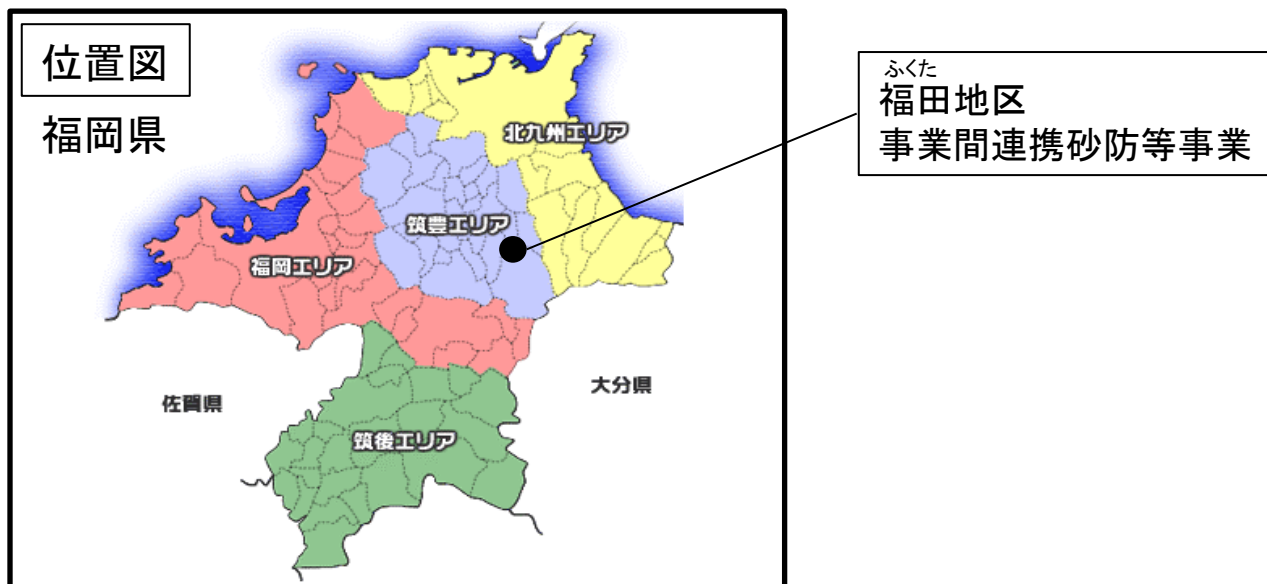 位置図
福岡県
ふくた
福田地区
事業間連携砂防等事業
北九州エリア
筑豊エリア
福岡エリア
大分県
佐賀県
筑後エリア